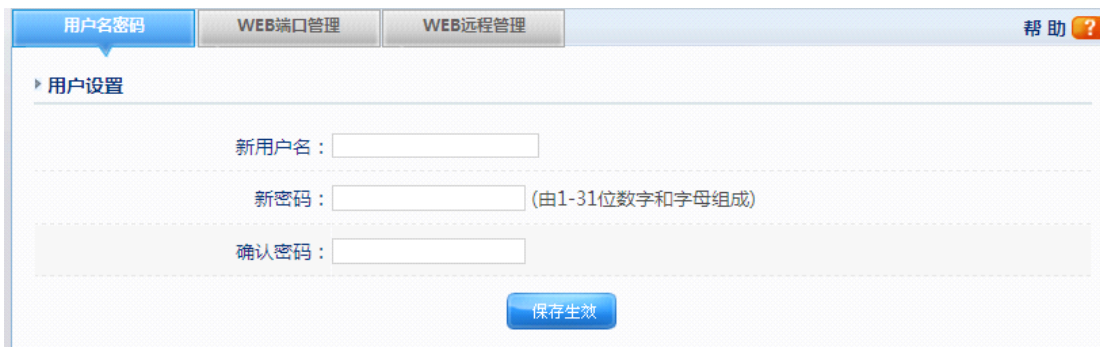 用户名密码 WEB端口管理 WEB远程管理 帮助 ?
用户设置
新用户名：
新密码： (由1-31位数字和字母组成)
确认密码：
保存生效